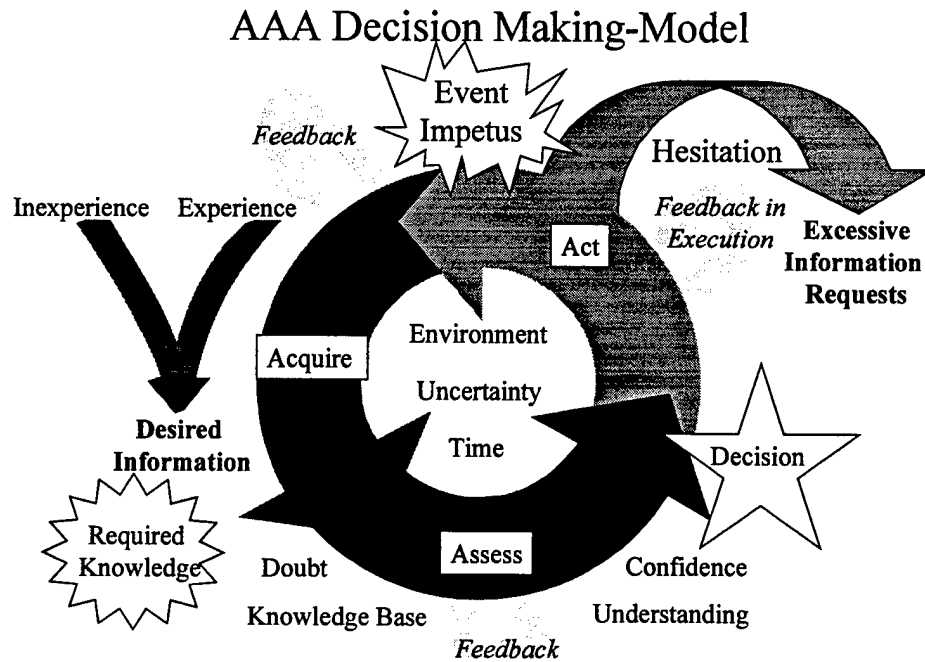 AAA Decision Making-Model
Event
Impetus
Feedback
Hesitation
Inexperience
Experience
Feedback in
Execution
Excessive
Information
Requests
Act
Environment
Acquire
Uncertainty
Time
Desired
Information
Decision
Required
Knowledge
Assess
Doubt
Confidence
Knowledge Base
Understanding
Feedback